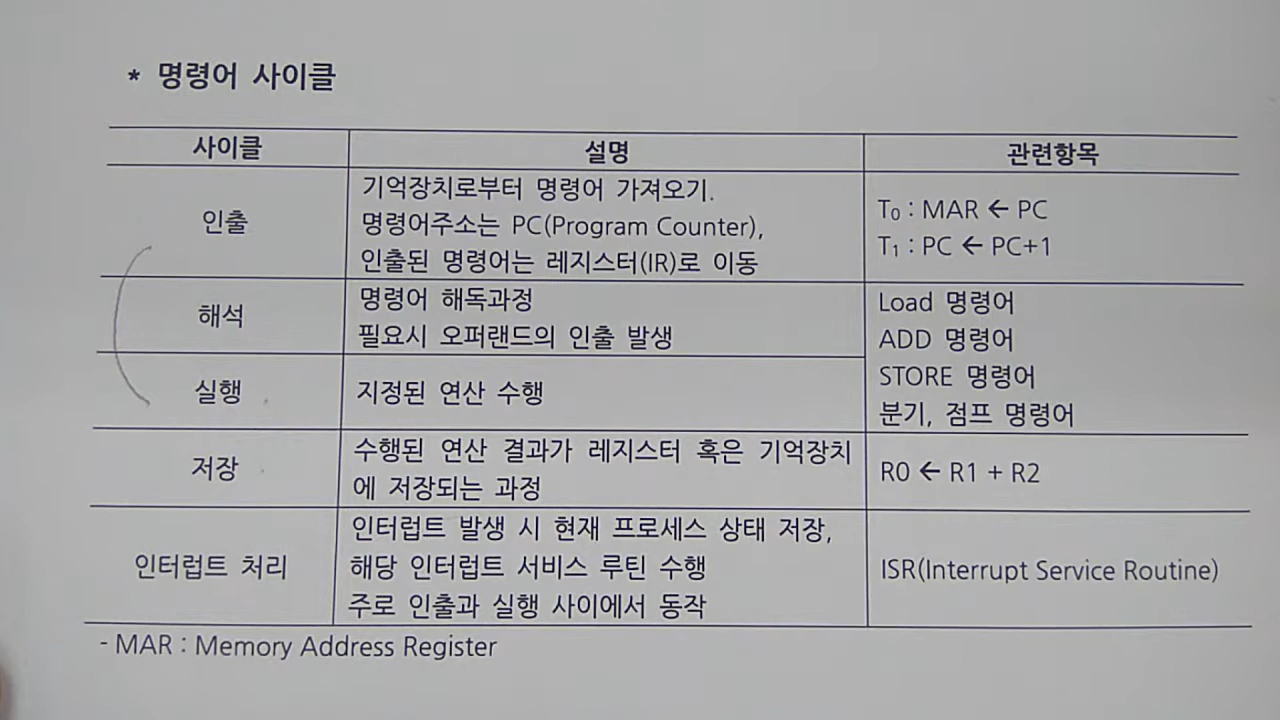 * 명령어 사이클
사이클 설명 관련항목
인출
기억장치로부터 명령어 가져오기.
명령어주소는 PC(Program Counter),
인출된 명령어는 레지스터(IR)로 이동
T₀ : MAR ← PC
T₁ : PC ← PC+1
해석
명령어 해독과정
필요시 오퍼랜드의 인출 발생
실행
지정된 연산 수행
Load 명령어
ADD 명령어
STORE 명령어
분기, 점프 명령어
저장
수행된 연산 결과가 레지스터 혹은 기억장치
에 저장되는 과정
R0 ← R1 + R2
인터럽트 처리
인터럽트 발생 시 현재 프로세스 상태 저장,
해당 인터럽트 서비스 루틴 수행
주로 인출과 실행 사이에서 동작
ISR(Interrupt Service Routine)
- MAR : Memory Address Register